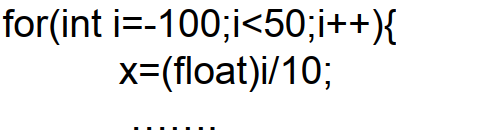 for(int i=-100;i<50;i++){
x=(float)i/10;
.......